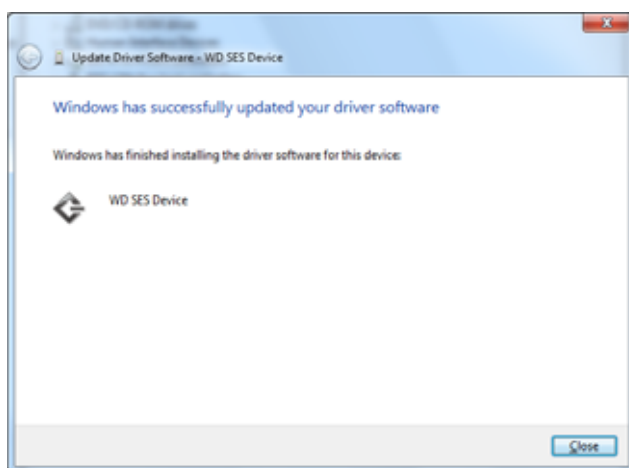 Update Driver Software - WD SES Device
Windows has successfully updated your driver software
Windows has finished installing the driver software for this device:
WD SES Device
Close